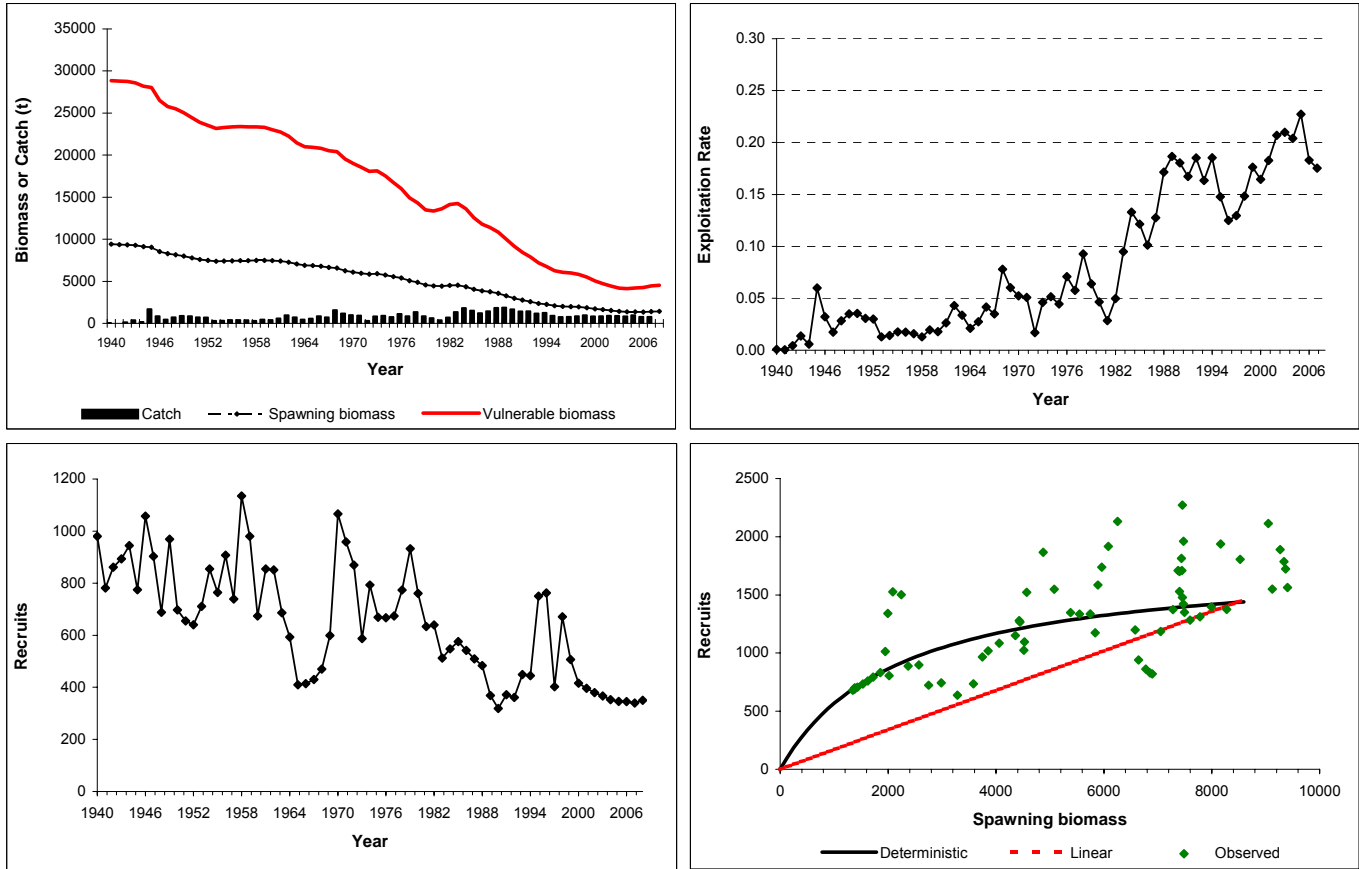 35000
30000
25000
20000
15000
10000
5000
0
Biomass or Catch (t)
1940 1946 1952 1958 1964 1970 1976 1982 1988 1994 2000 2006
Year
Catch Spawning biomass Vulnerable biomass
0.30
0.25
0.20
0.15
0.10
0.05
0.00
Exploitation Rate
1940 1946 1952 1958 1964 1970 1976 1982 1988 1994 2000 2006
Year
1200
1000
800
600
400
200
0
Recruits
1940 1946 1952 1958 1964 1970 1976 1982 1988 1994 2000 2006
Year
2500
2000
1500
1000
500
0
Recruits
0 2000 4000 6000 8000 10000
Spawning biomass
Deterministic Linear Observed